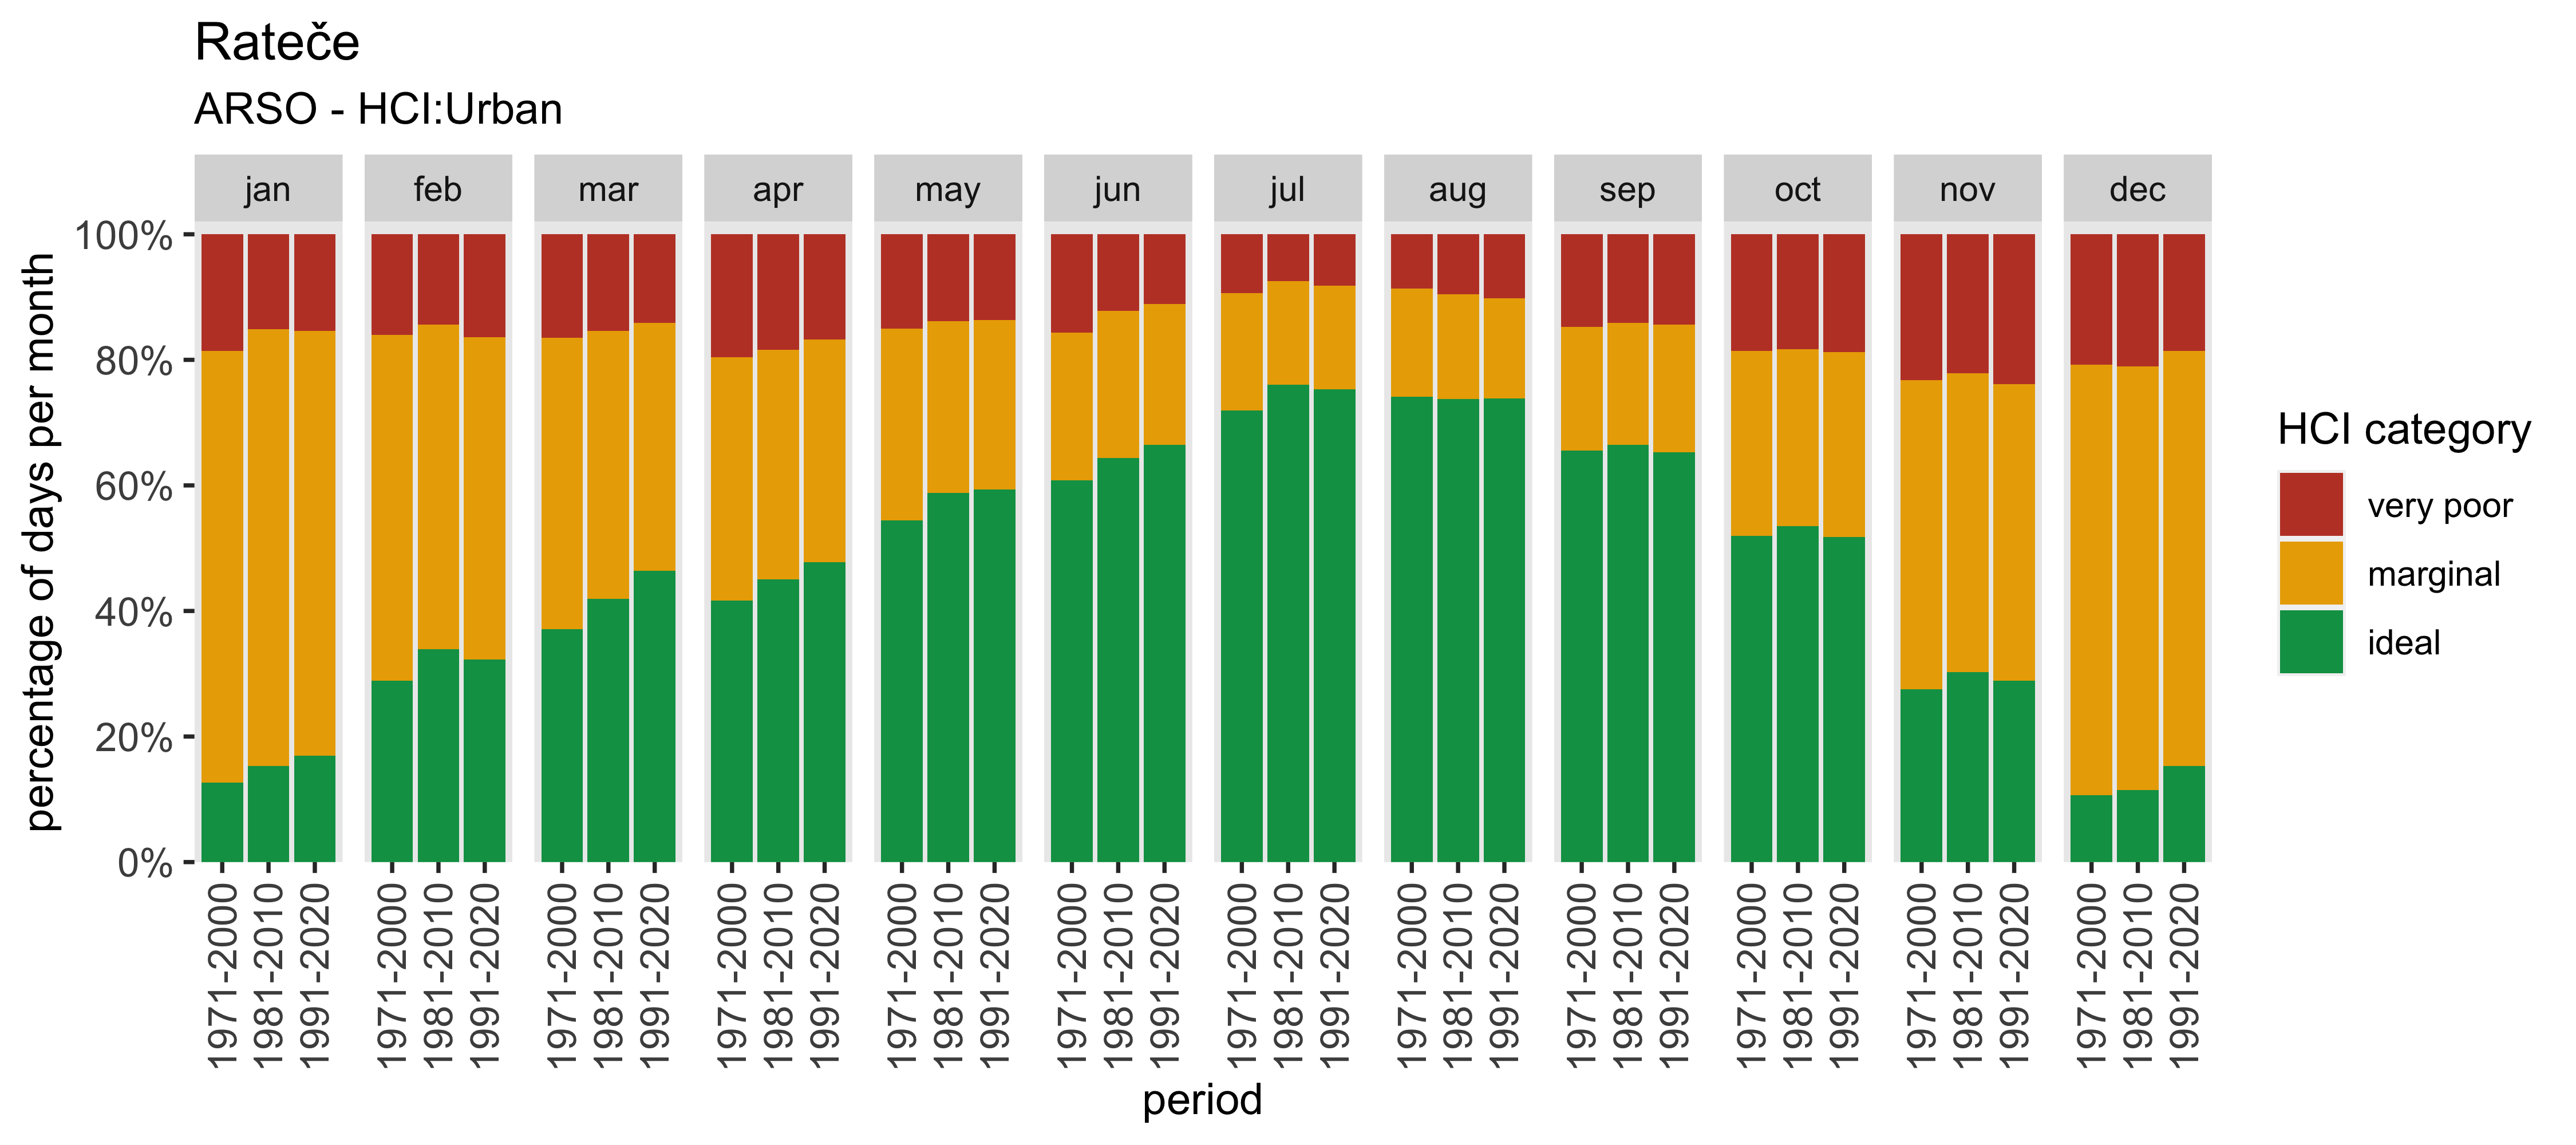 Rateče
ARSO - HCI:Urban
jan feb mar apr may jun jul aug sep oct nov dec
percentage of days per month
100%
80%
60%
40%
20%
0%
1971-2000 1981-2010 1991-2020 1971-2000 1981-2010 1991-2020 1971-2000 1981-2010 1991-2020 1971-2000 1981-2010 1991-2020 1971-2000 1981-2010 1991-2020 1971-2000 1981-2010 1991-2020 1971-2000 1981-2010 1991-2020 1971-2000 1981-2010 1991-2020 1971-2000 1981-2010 1991-2020 1971-2000 1981-2010 1991-2020 1971-2000 1981-2010 1991-2020 1971-2000 1981-2010 1991-2020
period
HCI category
very poor
marginal
ideal